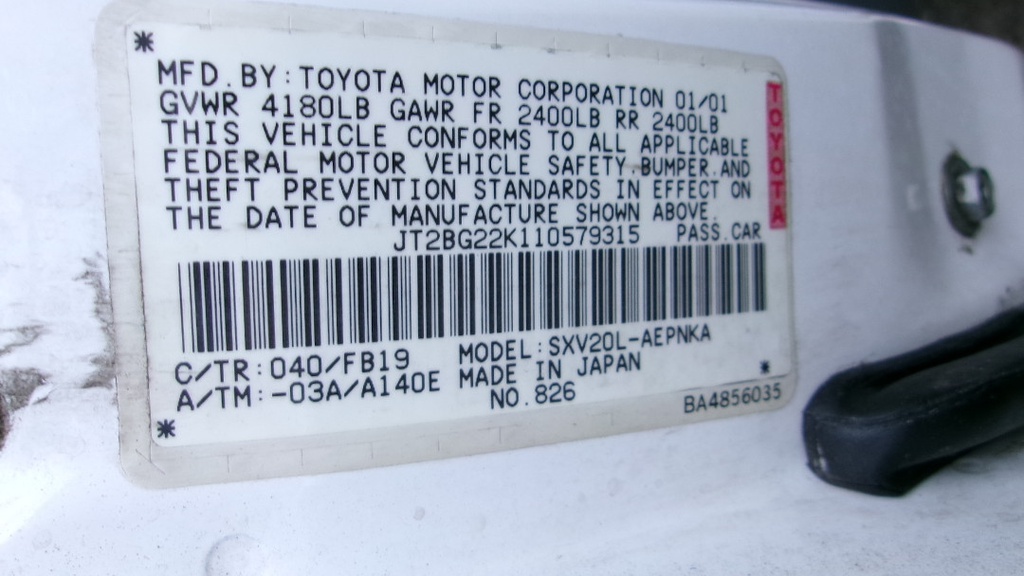 MFD. BY: TOYOTA MOTOR CORPORATION 01/01
GVWR 4180LB GAWR FR 2400LB RR 2400LB
THIS VEHICLE CONFORMS TO ALL APPLICABLE
FEDERAL MOTOR VEHICLE SAFETY. BUMPER. AND
THEFT PREVENTION STANDARDS IN EFFECT ON
THE DATE OF MANUFACTURE SHOWN ABOVE.
JT2BG22K110579315 PASS. CAR
TOYOTA
C/TR: 040/FB19 MODEL: SXV20L-AEPNKA
A/TM: -03A/A140E MADE IN JAPAN
NO. 826
BA4856035